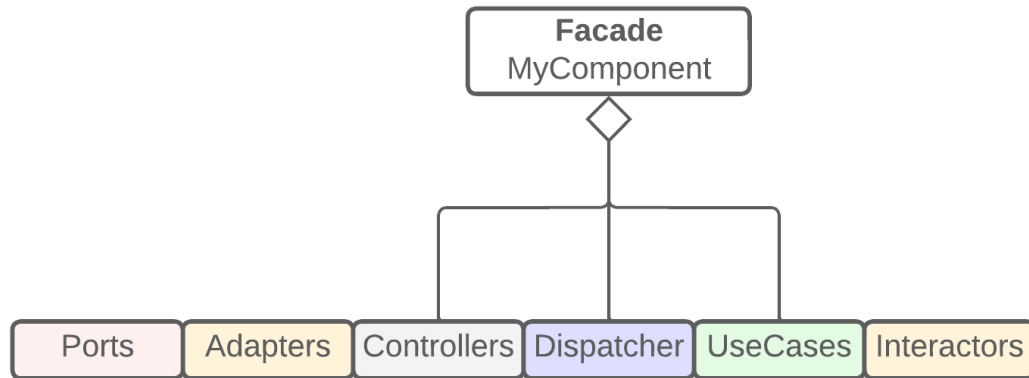 Facade
MyComponent
Ports
Adapters
Controllers
Dispatcher
UseCases
Interactors